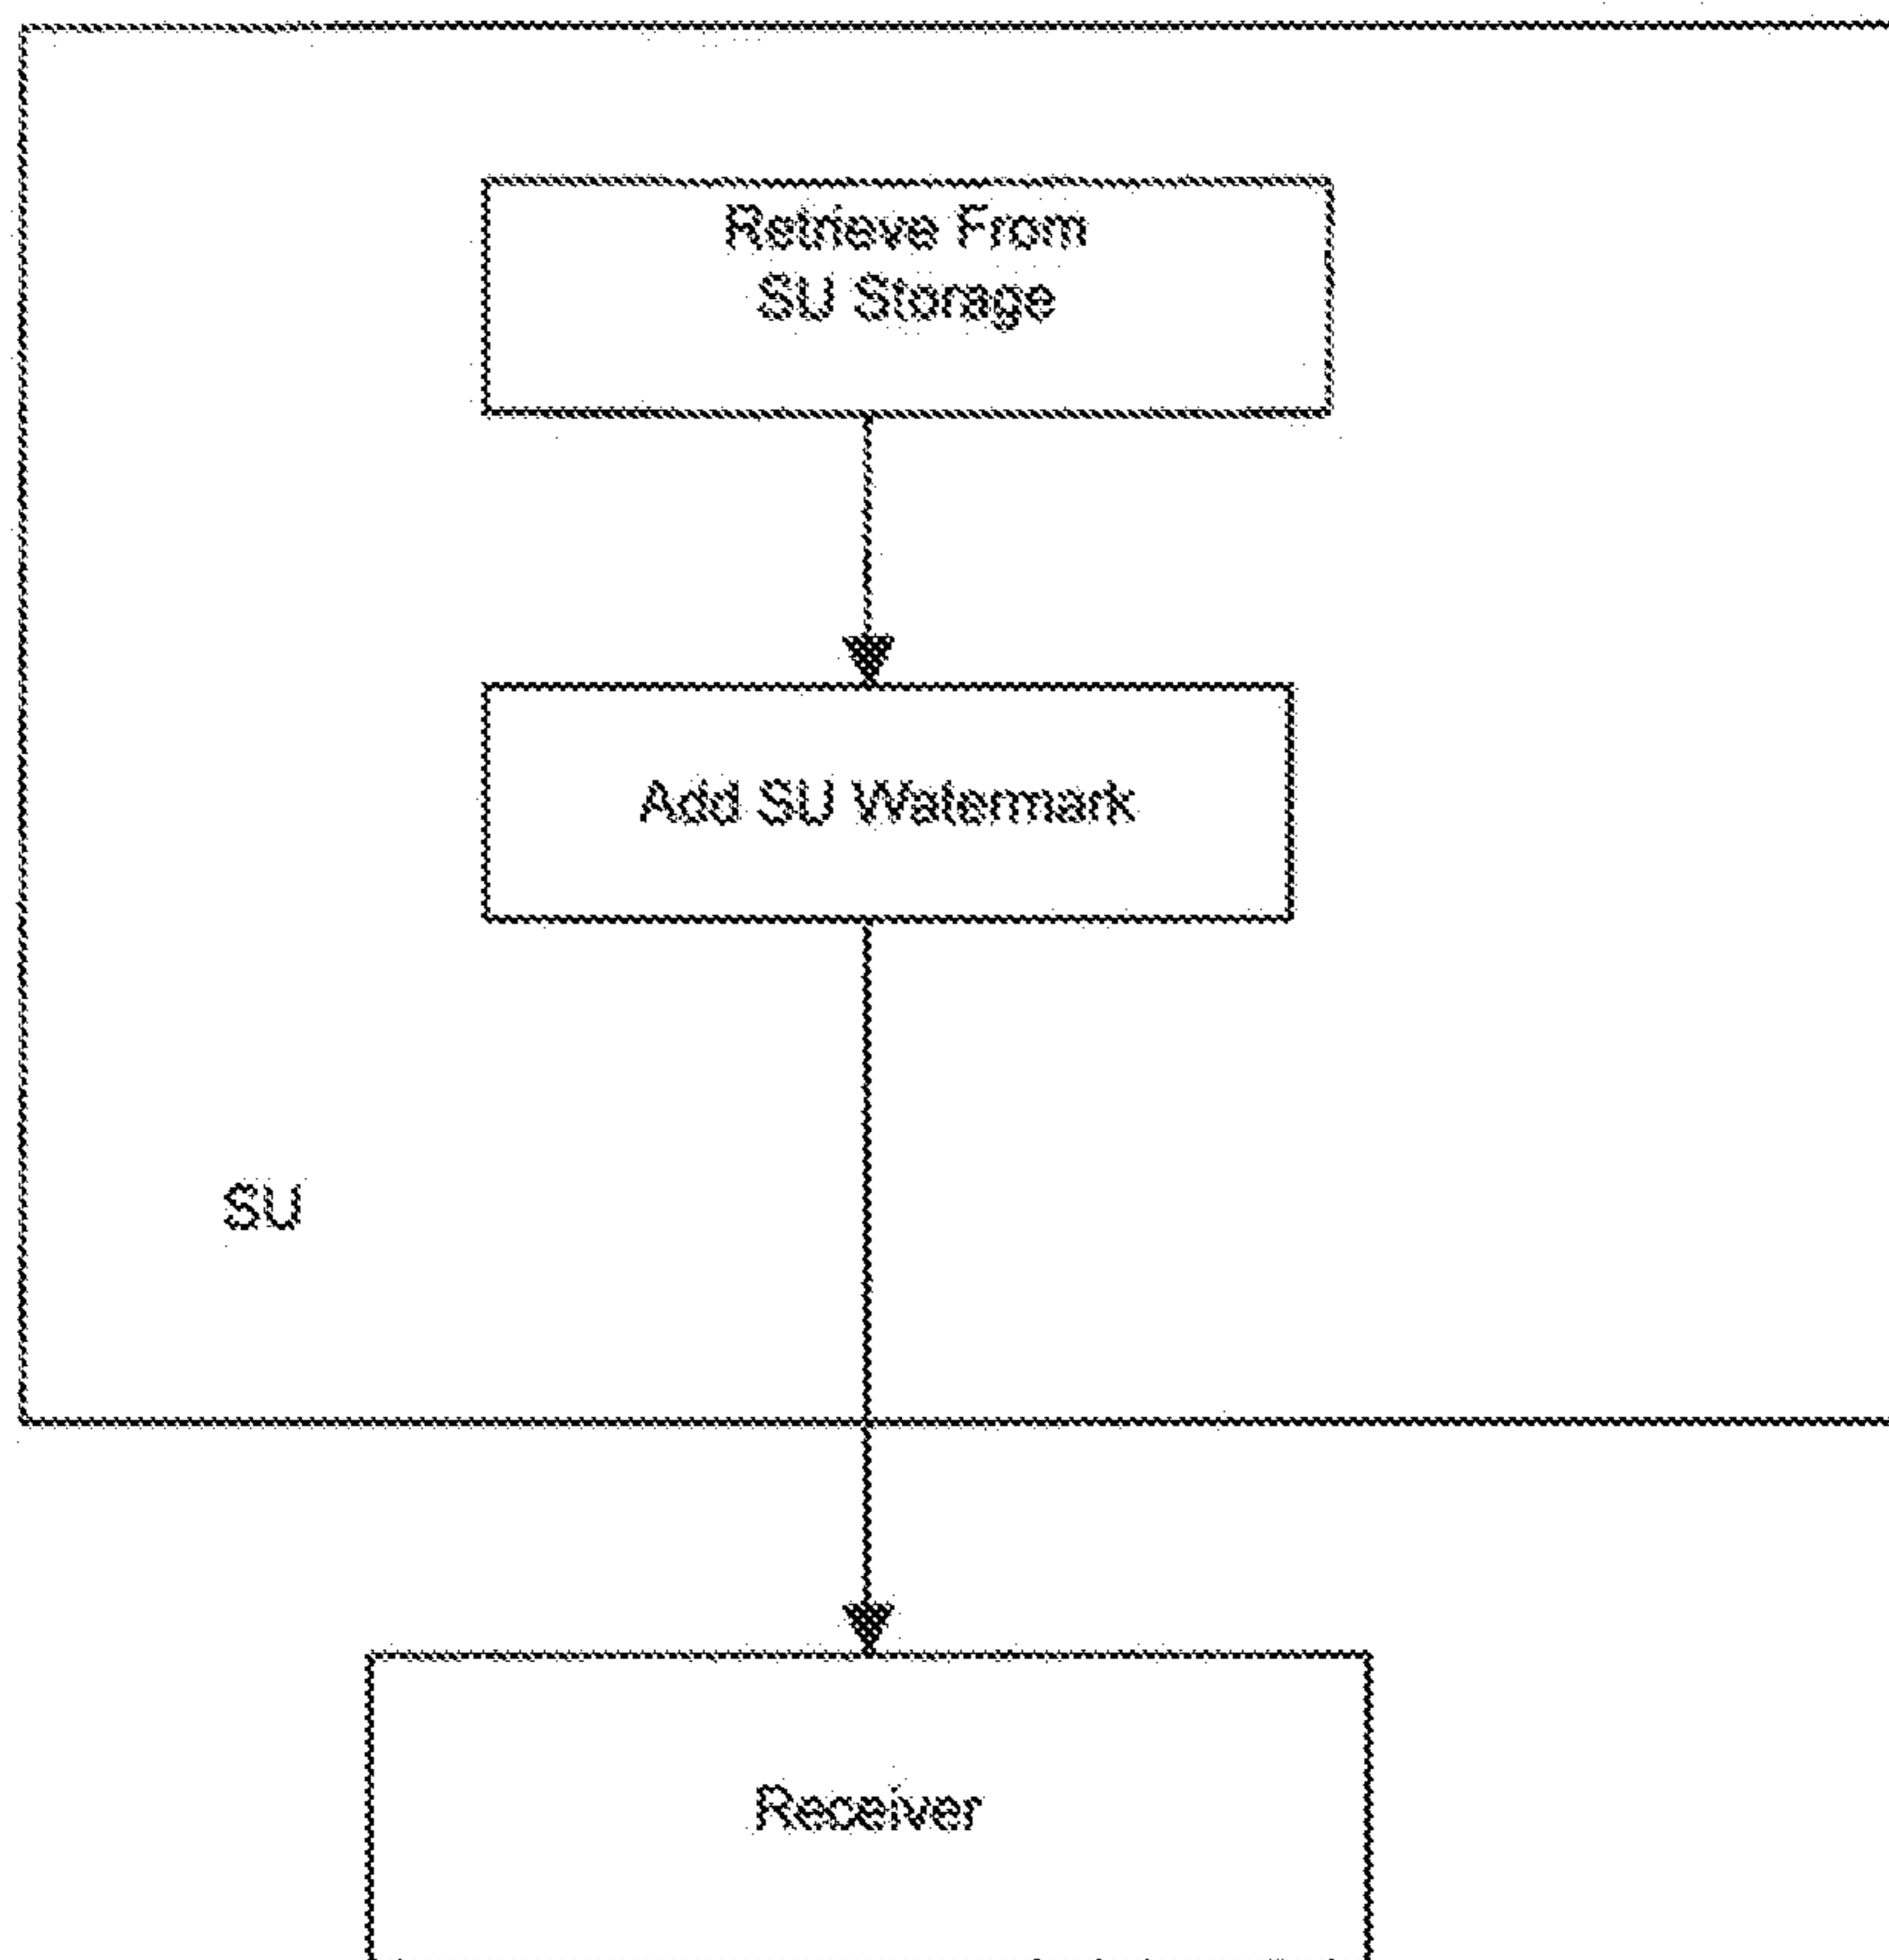 Retrieve From
SU Storage
Add SU Watermark
SU
Receiver